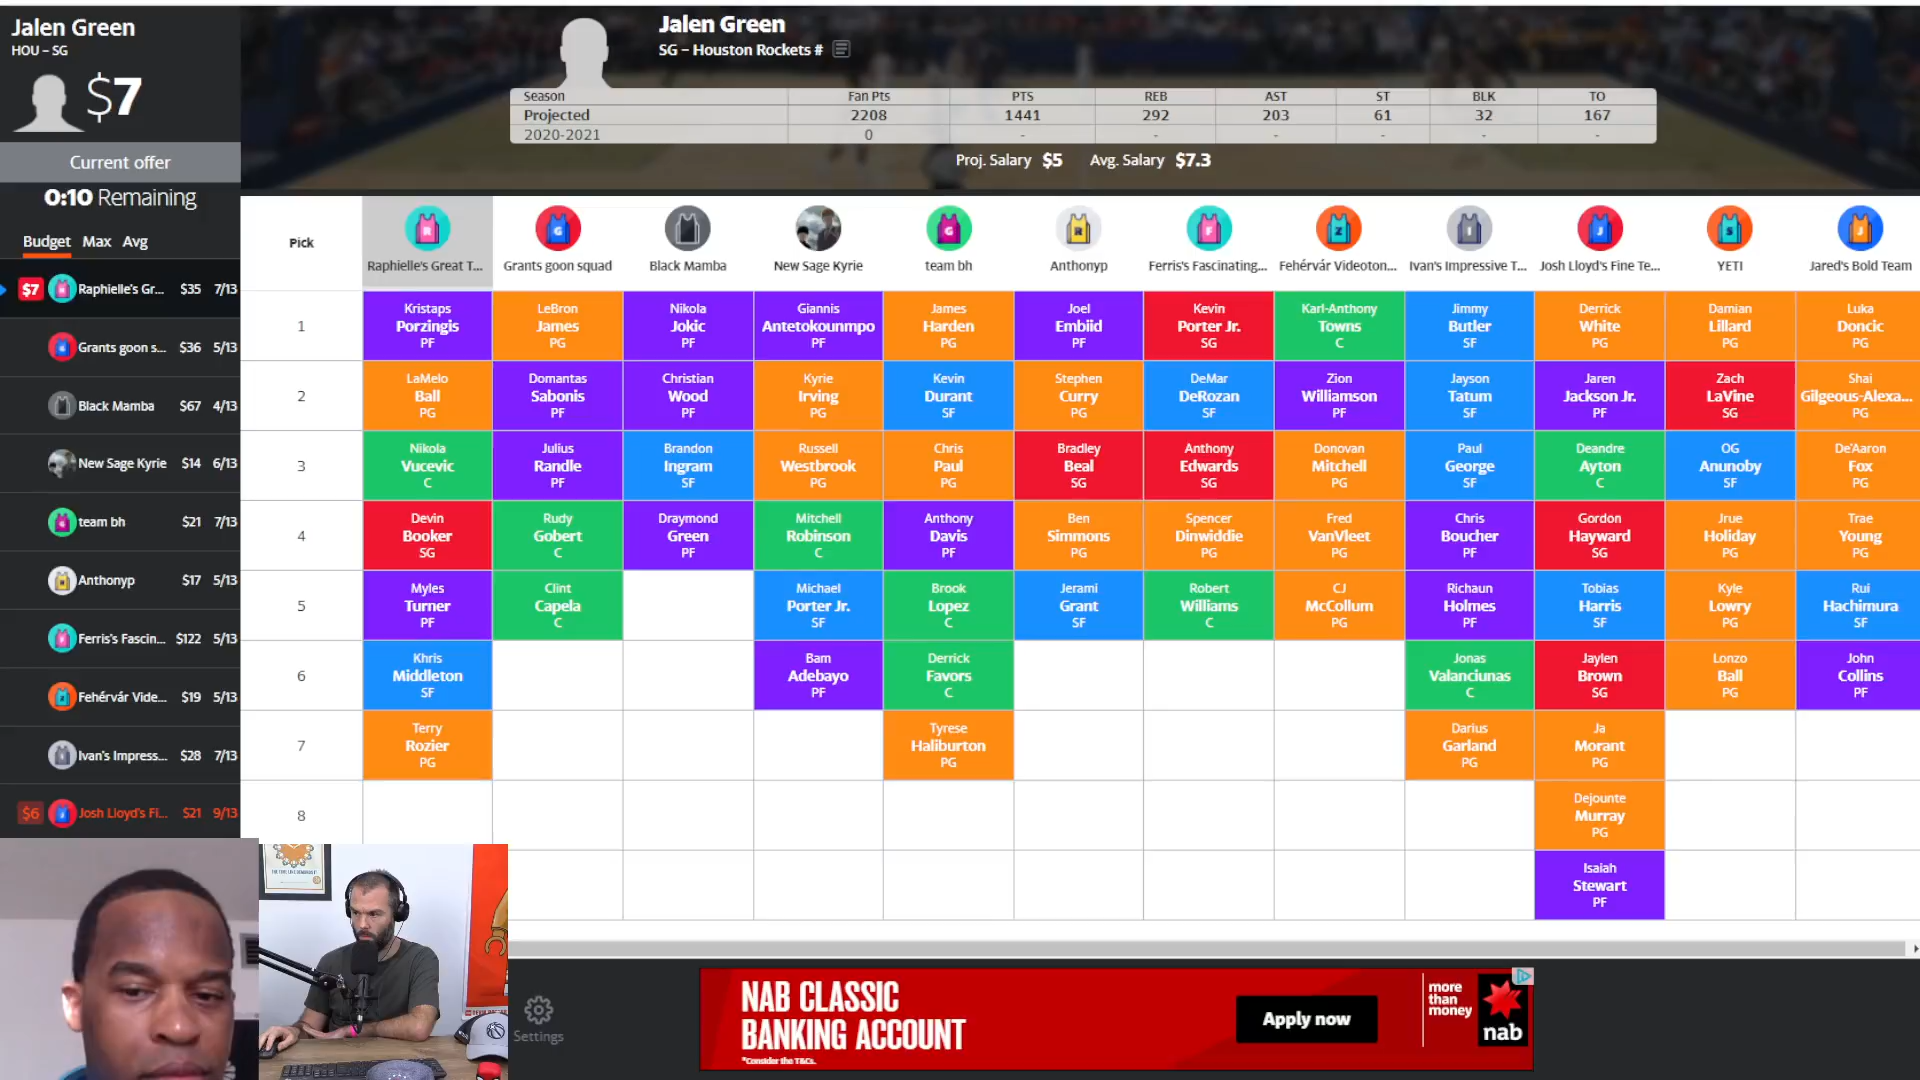 Jalen Green
HOU – SG
$7
Current offer
0:10 Remaining
Budget Max Avg
$7 Raphielle's Gr... $35 7/13
Grants goon s... $36 5/13
Black Mamba $67 4/13
New Sage Kyrie $14 6/13
team bh $21 7/13
Anthonyp $17 5/13
Ferris's Fascin... $122 5/13
Fehérvár Vide... $19 5/13
Ivan's Impress... $28 7/13
$6 Josh Lloyd's Fi... $21 9/13
Jalen Green
SG – Houston Rockets #
Season Fan Pts PTS REB AST ST BLK TO
Projected 2208 1441 292 203 61 32 167
2020-2021 0 - - - - - -
Proj. Salary $5 Avg. Salary $7.3
Pick Raphielle's Great T... Grants goon squad Black Mamba New Sage Kyrie team bh Anthonyp Ferris's Fascinating... Fehérvár Videoton... Ivan's Impressive T... Josh Lloyd's Fine Te... YETI Jared's Bold Team
Kristaps LeBron Nikola Giannis James Joel Kevin Karl-Anthony Jimmy Derrick Damian Luka
1 Porzingis James Jokic Antetokounmpo Harden Embiid Porter Jr. Towns Butler White Lillard Doncic
PF PG PF PF PG PF SG C SF PG PG PG
LaMelo Domantas Christian Kyrie Kevin Stephen DeMar Zion Jayson Jaren Zach Shai
2 Ball Sabonis Wood Irving Durant Curry DeRozan Williamson Tatum Jackson Jr. LaVine Gilgeous-Alexa...
PG PF PF PG SF PG SF PF SF PF SG PG
Nikola Julius Brandon Russell Chris Bradley Anthony Donovan Paul Deandre OG De'Aaron
3 Vucevic Randle Ingram Westbrook Paul Beal Edwards Mitchell George Ayton Anunoby Fox
C PF SF PG PG SG SG PG SF C SF PG
Devin Rudy Draymond Mitchell Anthony Ben Spencer Fred Chris Gordon Jrue Trae
4 Booker Gobert Green Robinson Davis Simmons Dinwiddie VanVleet Boucher Hayward Holiday Young
SG C PF C PF PG PG PG PF SG PG PG
Myles Clint Michael Brook Jerami Robert CJ Richaun Tobias Kyle Rui
5 Turner Capela Porter Jr. Lopez Grant Williams McCollum Holmes Harris Lowry Hachimura
PF C SF C SF C PG PF SF PG SF
Khris Bam Derrick Jonas Jaylen Lonzo John
6 Middleton Adebayo Favors Valanciunas Brown Ball Collins
SF PF C C SG PG PF
Terry Tyrese Darius Ja
7 Rozier Haliburton Garland Morant
PG PG PG PG
Dejounte
8 Murray
PG
Isaiah
Stewart
PF
Settings
NAB CLASSIC
BANKING ACCOUNT
*Consider the T&Cs.
Apply now
more
than
money
nab